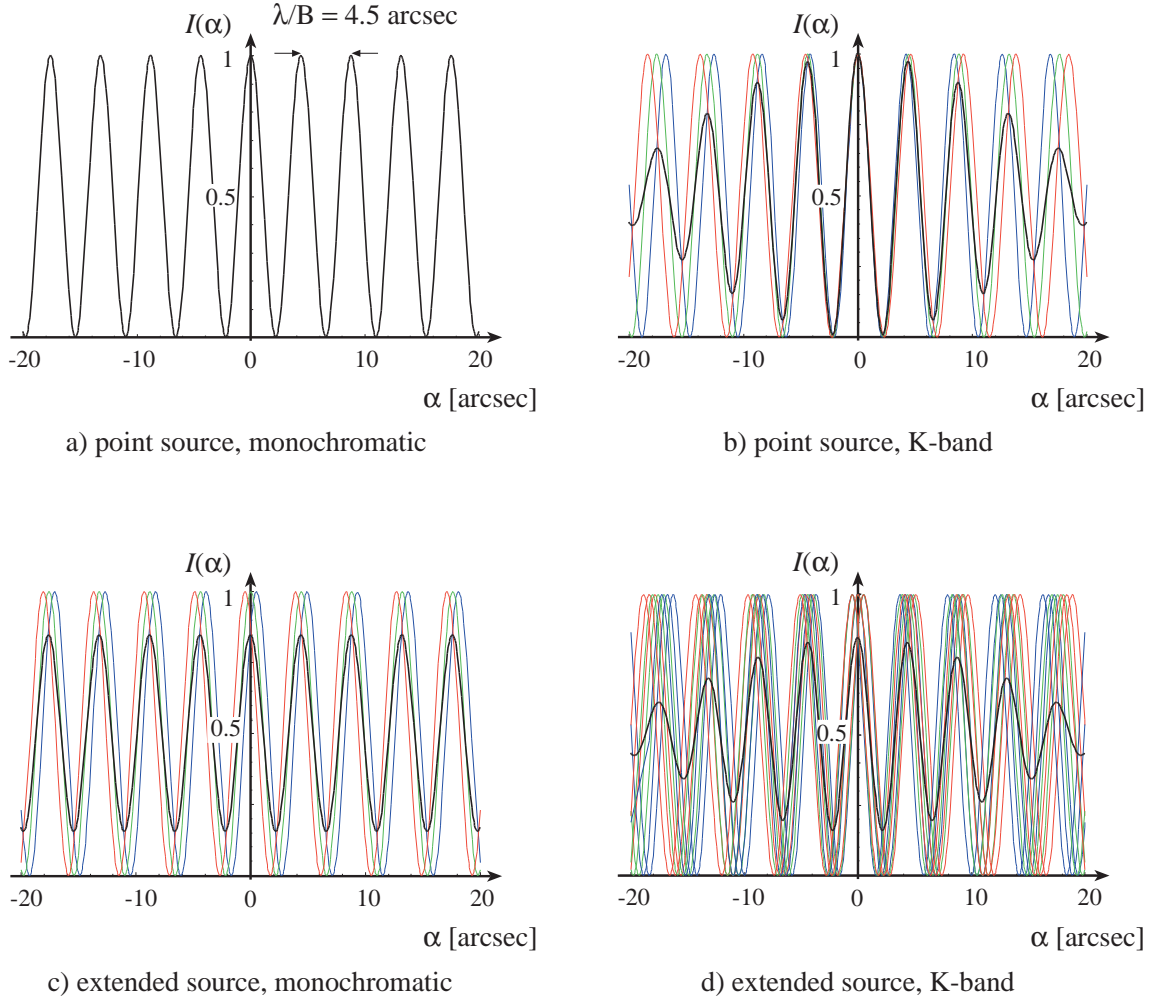 I(α)
λ/B = 4.5 arcsec
1
0.5
-20 -10 0 10 20
α [arcsec]
a) point source, monochromatic
I(α)
1
0.5
-20 -10 0 10 20
α [arcsec]
b) point source, K-band
I(α)
1
0.5
-20 -10 0 10 20
α [arcsec]
c) extended source, monochromatic
I(α)
1
0.5
-20 -10 0 10 20
α [arcsec]
d) extended source, K-band